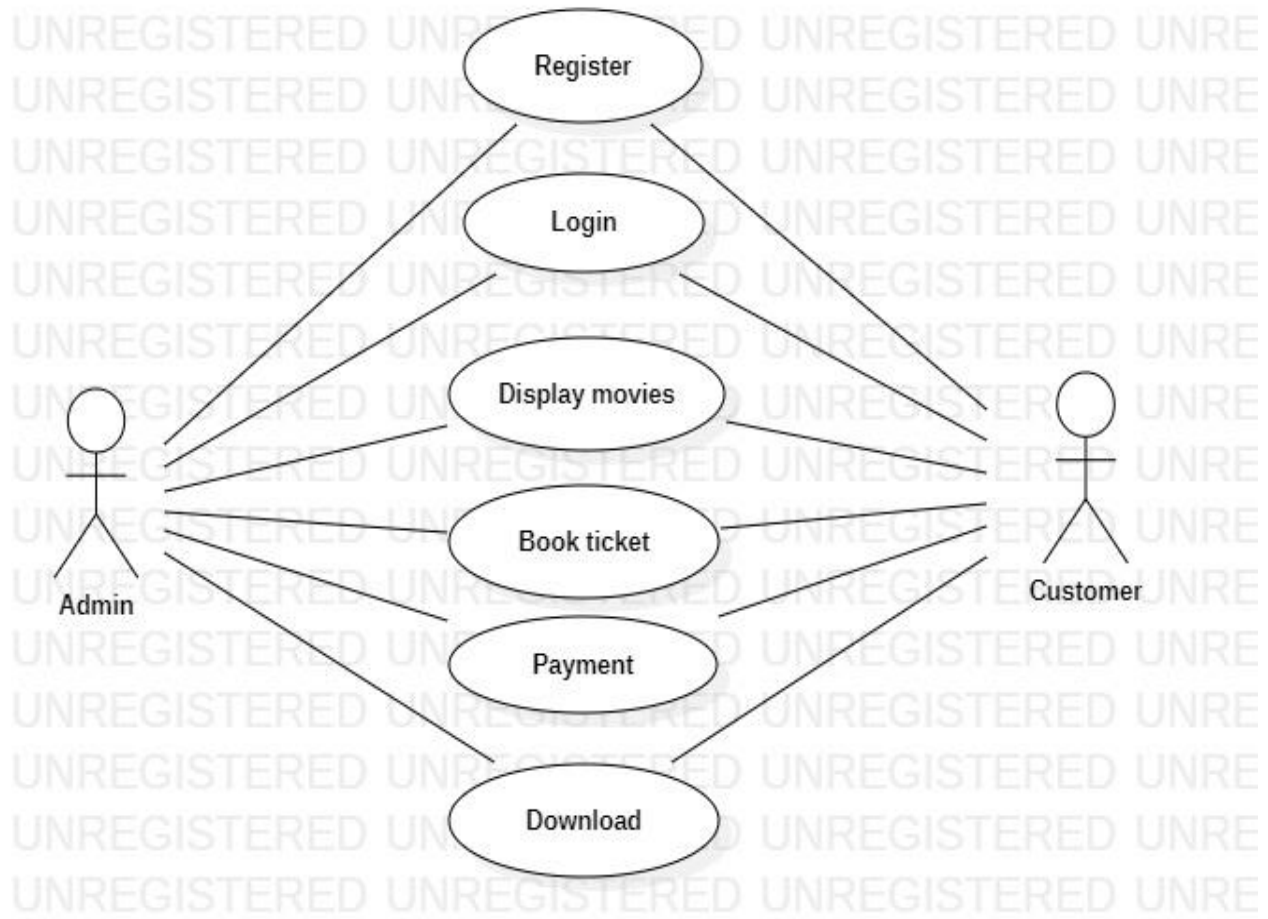 UNREGISTERED UNREGISTERED UNREGISTERED UNRE
Register
Login
Display movies
Book ticket
Payment
Download
Admin
Customer